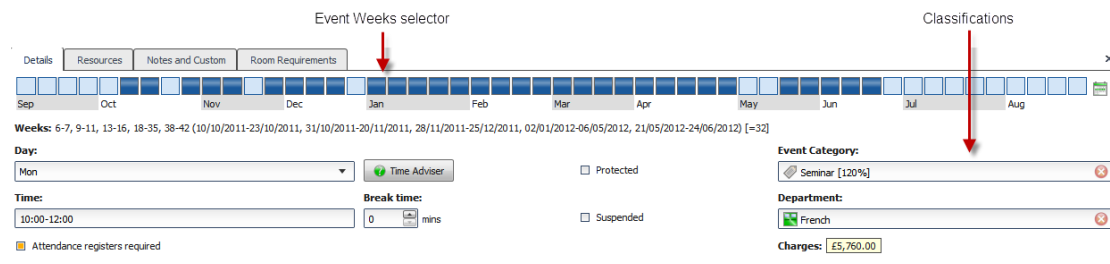 Event Weeks selector
Classifications
Details Resources Notes and Custom Room Requirements
Sep Oct Nov Dec Jan Feb Mar Apr May Jun Jul Aug
Weeks: 6-7, 9-11, 13-16, 18-35, 38-42 (10/10/2011-23/10/2011, 31/10/2011-20/11/2011, 28/11/2011-25/12/2011, 02/01/2012-06/05/2012, 21/05/2012-24/06/2012) [=32]
Day:
Event Category:
Mon Time Adviser Protected Seminar [120%]
Time: Break time: Department:
10:00-12:00 0 mins Suspended French
Attendance registers required Charges: £5,760.00